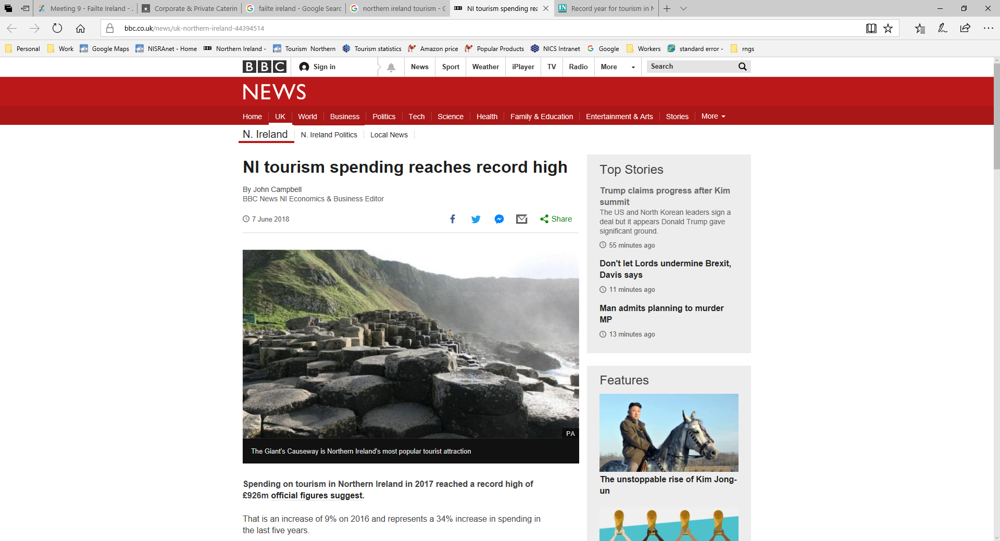 Meeting 9 - Failte Ireland -
Corporate & Private Caterin
failte ireland - Google Searc
northern ireland tourism - G
NI tourism spending rea
Record year for tourism in N
bbc.co.uk/news/uk-northern-ireland-44394514
Personal
Work
Google Maps
NISRAnet - Home
Northern Ireland -
Tourism Northern
Tourism statistics
Amazon price
Popular Products
NICS Intranet
Google
Workers
standard error -
rngs
BBC
Sign in
News
Sport
Weather
iPlayer
TV
Radio
More
Search
NEWS
Home
UK
World
Business
Politics
Tech
Science
Health
Family & Education
Entertainment & Arts
Stories
More
N. Ireland
N. Ireland Politics
Local News
NI tourism spending reaches record high
By John Campbell
BBC News NI Economics & Business Editor
7 June 2018
Share
PA
The Giant's Causeway is Northern Ireland's most popular tourist attraction
Spending on tourism in Northern Ireland in 2017 reached a record high of
£926m official figures suggest.
That is an increase of 9% on 2016 and represents a 34% increase in spending in
the last five years.
Top Stories
Trump claims progress after Kim
summit
The US and North Korean leaders sign a
deal but it appears Donald Trump gave
significant ground.
55 minutes ago
Don't let Lords undermine Brexit,
Davis says
11 minutes ago
Man admits planning to murder
MP
13 minutes ago
Features
The unstoppable rise of Kim Jong-
un